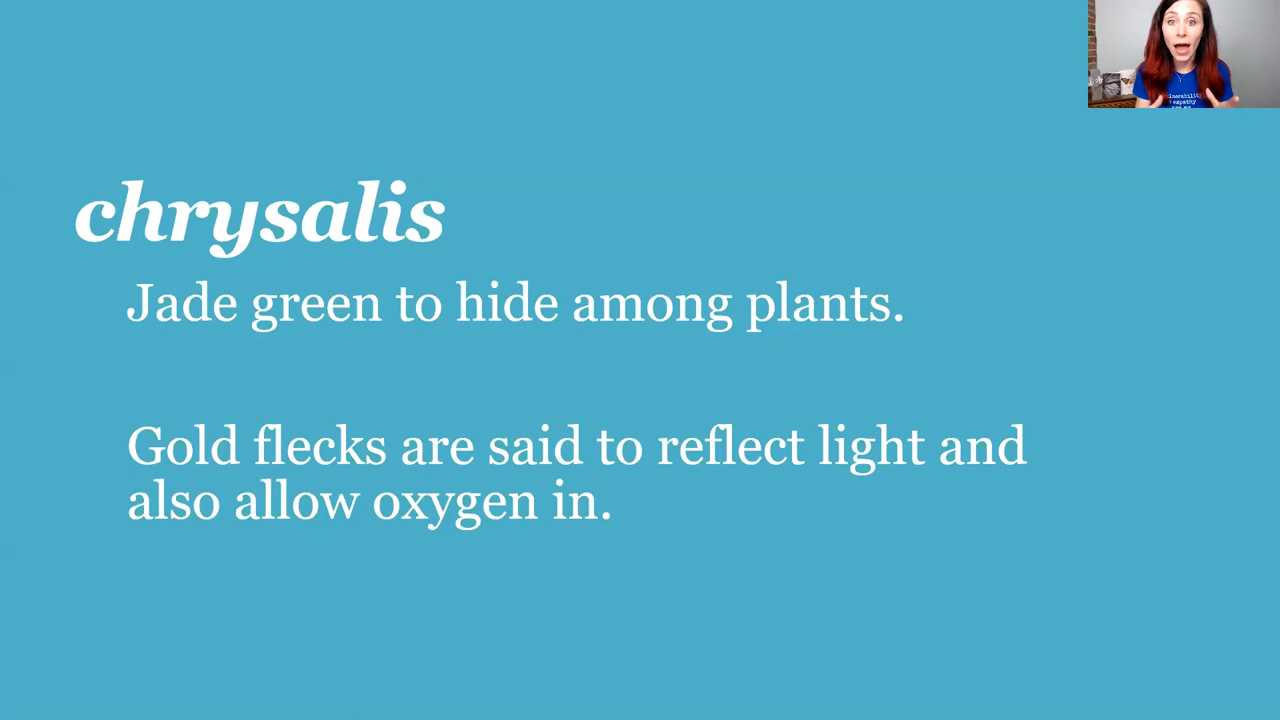 chrysalis
Jade green to hide among plants.
Gold flecks are said to reflect light and
also allow oxygen in.
empathy